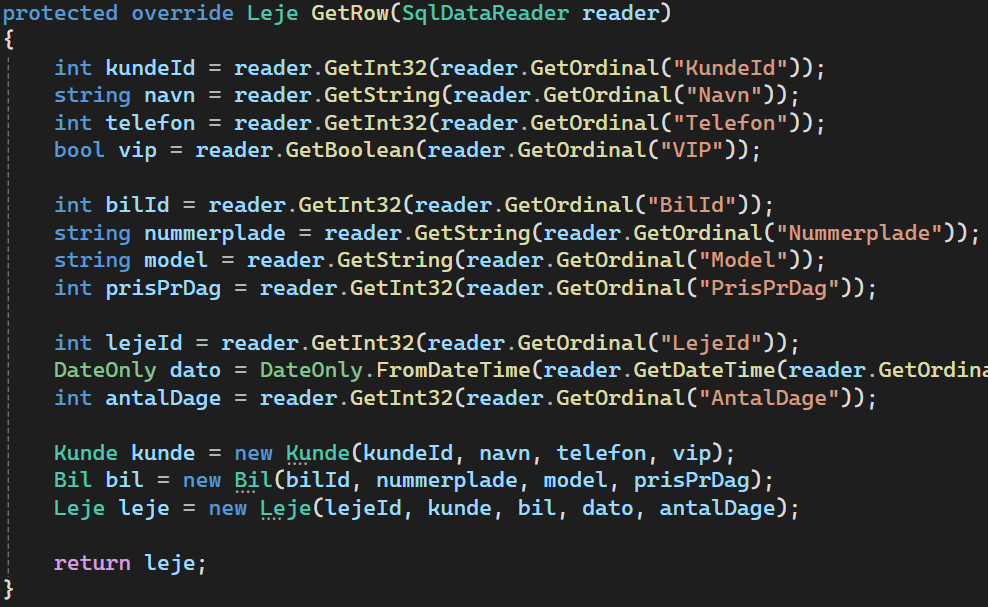 protected override Leje GetRow(SqlDataReader reader)
{
int kundeId = reader.GetInt32(reader.GetOrdinal("KundeId"));
string navn = reader.GetString(reader.GetOrdinal("Navn"));
int telefon = reader.GetInt32(reader.GetOrdinal("Telefon"));
bool vip = reader.GetBoolean(reader.GetOrdinal("VIP"));
int bilId = reader.GetInt32(reader.GetOrdinal("BilId"));
string nummerplade = reader.GetString(reader.GetOrdinal("Nummerplade"));
string model = reader.GetString(reader.GetOrdinal("Model"));
int prisPrDag = reader.GetInt32(reader.GetOrdinal("PrisPrDag"));
int lejeId = reader.GetInt32(reader.GetOrdinal("LejeId"));
DateOnly dato = DateOnly.FromDateTime(reader.GetDateTime(reader.GetOrdina
int antalDage = reader.GetInt32(reader.GetOrdinal("AntalDage"));
Kunde kunde = new Kunde(kundeId, navn, telefon, vip);
Bil bil = new Bil(bilId, nummerplade, model, prisPrDag);
Leje leje = new Leje(lejeId, kunde, bil, dato, antalDage);
return leje;
}